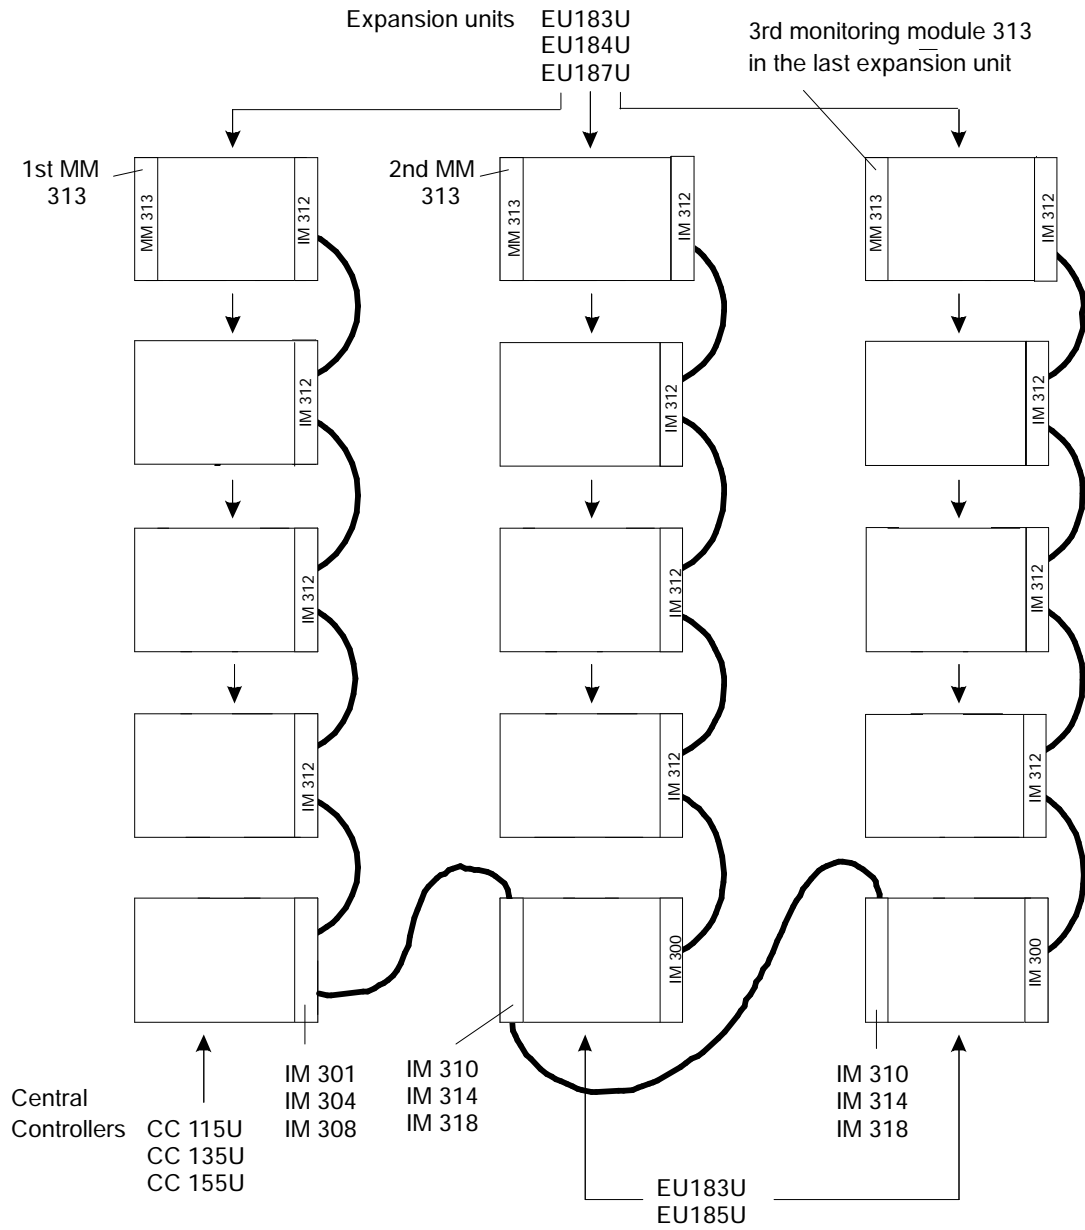 Expansion units EU183U
EU184U
EU187U
3rd monitoring module 313
in the last expansion unit
1st MM
313
MM 313
IM 312
2nd MM
313
MM 313
IM 312
MM 313
IM 312
IM 312
IM 312
IM 312
IM 312
IM 312
IM 312
IM 312
IM 312
IM 312
IM 300
IM 300
IM 301
IM 304
IM 308
IM 310
IM 314
IM 318
IM 310
IM 314
IM 318
Central
Controllers CC 115U
CC 135U
CC 155U
EU183U
EU185U